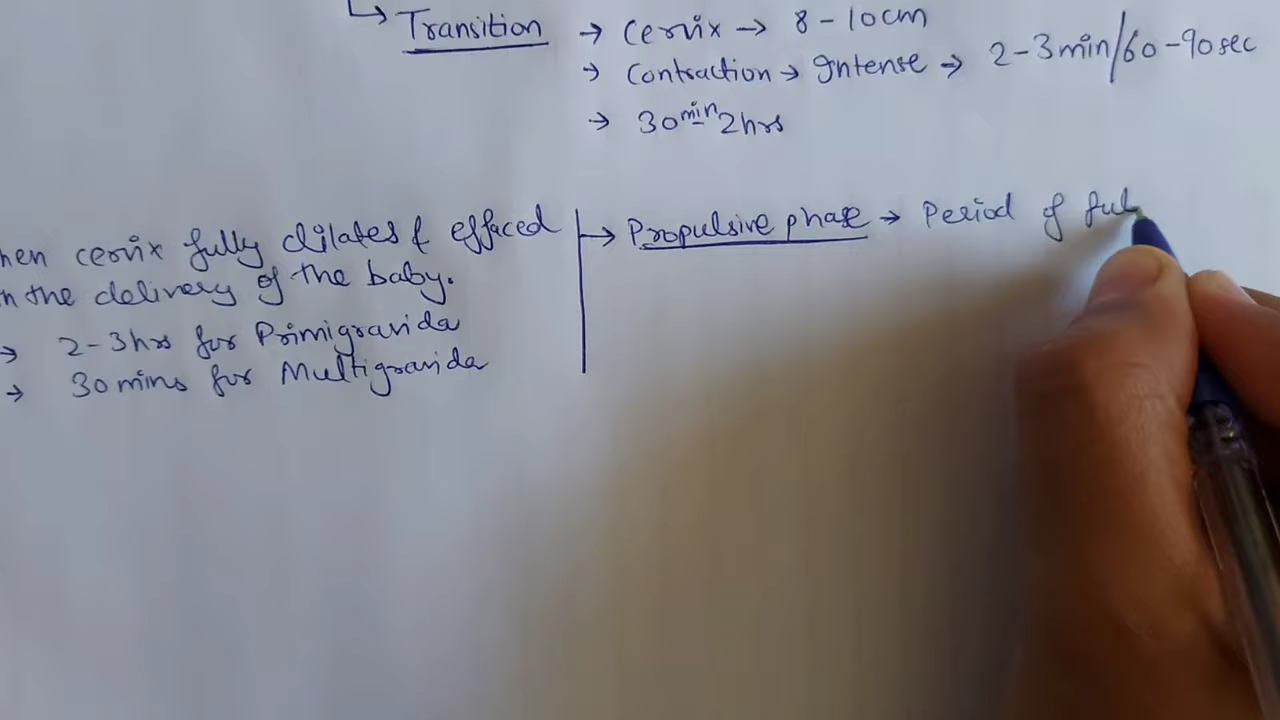 Transition → Cervix → 8-10cm
→ Contraction → Intense → 2-3min/60-90sec
→ 30min 2hrs
hen cervix fully dilates & effaced
n the delivery of the baby.
→ 2-3hrs for Primigravida
→ 30mins for Multigravida
→ Propulsive phase → Period of ful